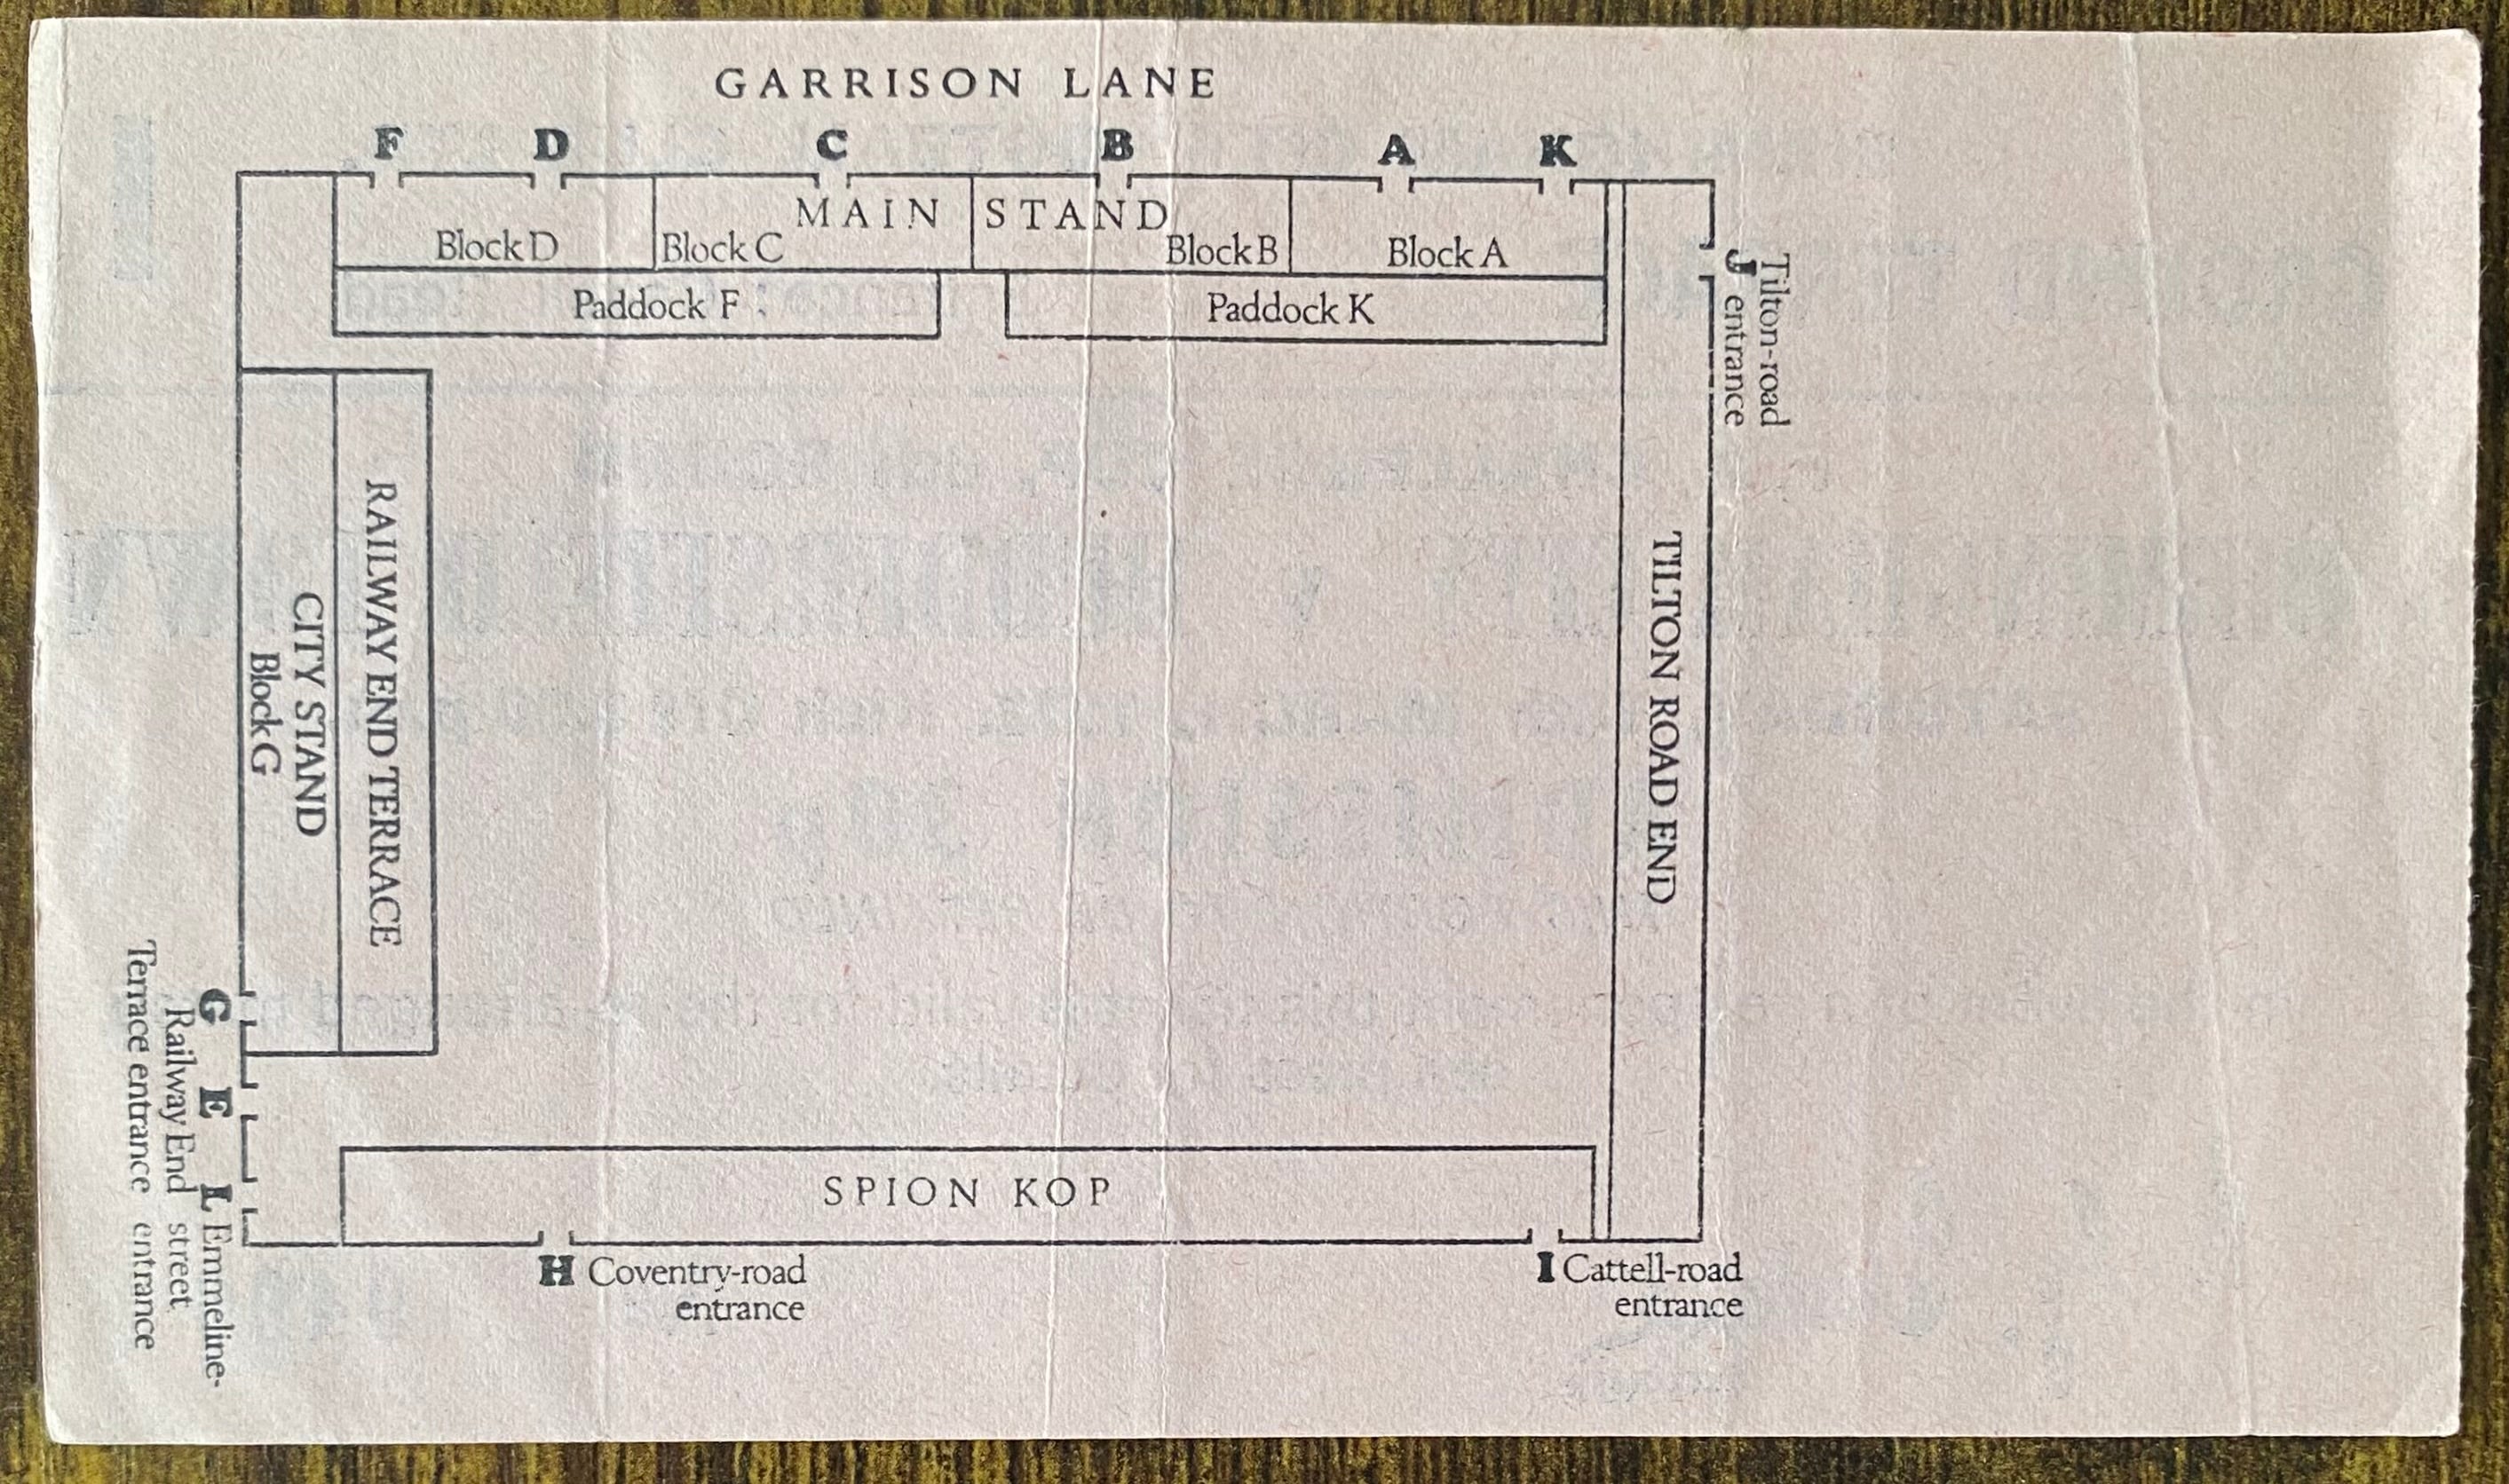 GARRISON LANE
F D C B A K
MAIN STAND
Block D Block C Block B Block A
Paddock F Paddock K
J Tilton-road
entrance
RAILWAY END TERRACE
CITY STAND
Block G
TILTON ROAD END
G E L
Railway End
Terrace entrance
Emmeline-
street
entrance
SPION KOP
H Coventry-road
entrance
I Cattell-road
entrance